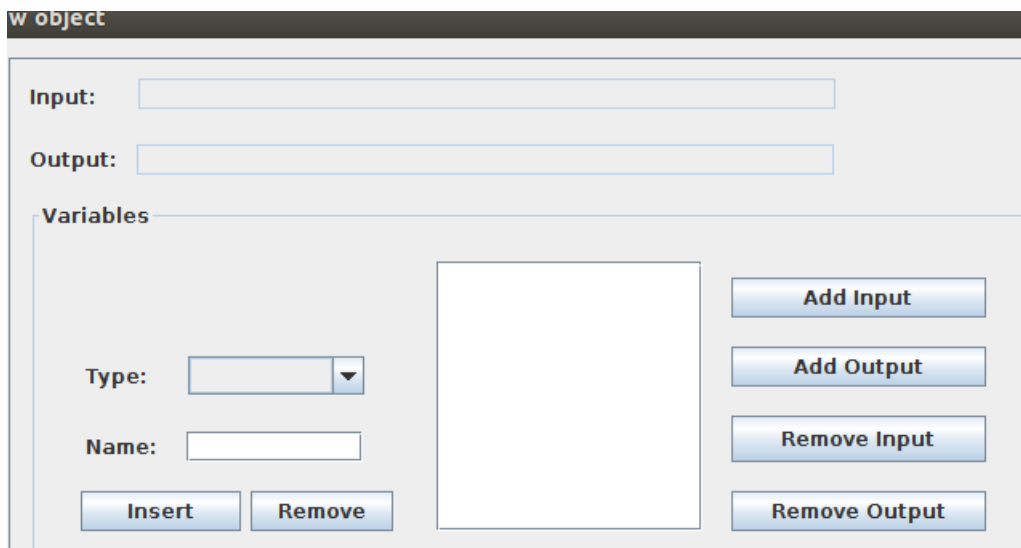 w object
Input:
Output:
Variables
Add Input
Type:
Add Output
Name:
Remove Input
Insert
Remove
Remove Output